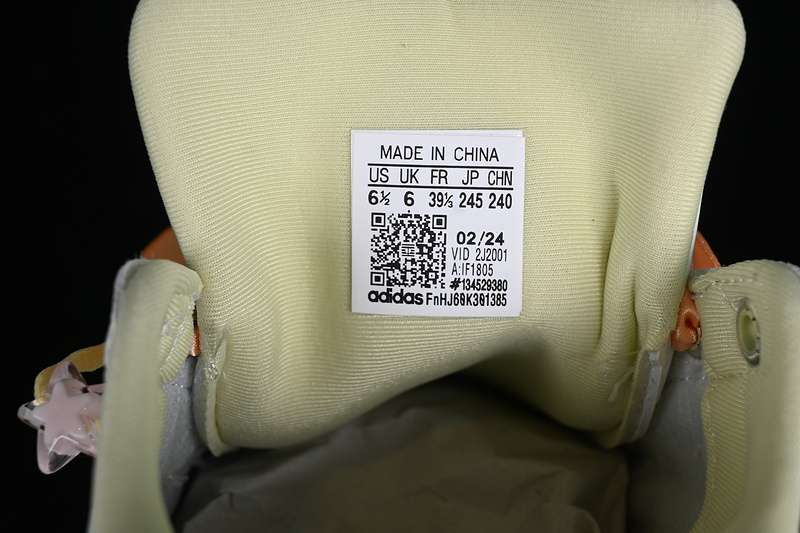 MADE IN CHINA
US UK FR JP CHN
6½ 6 39⅓ 245 240
02/24
VID 2J2001
A:IF1805
#134529380
adidas FnHJ60K301385